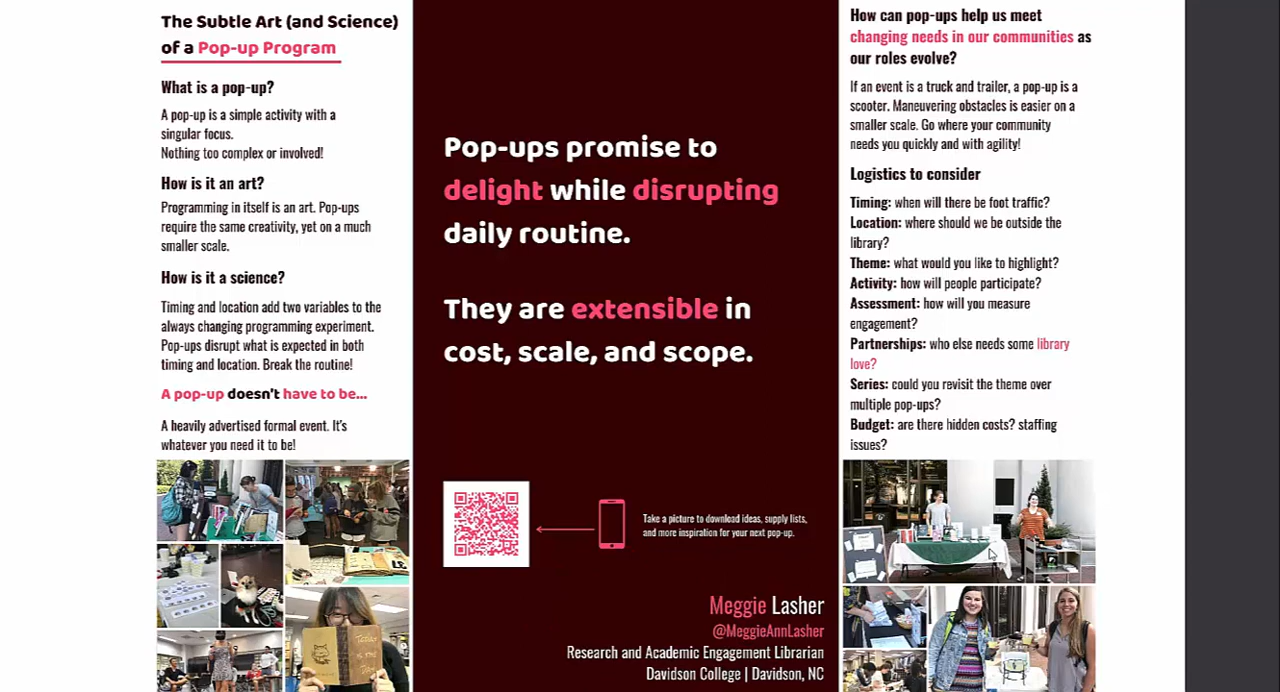 The Subtle Art (and Science)
of a Pop-up Program
What is a pop-up?
A pop-up is a simple activity with a
singular focus.
Nothing too complex or involved!
How is it an art?
Programming in itself is an art. Pop-ups
require the same creativity, yet on a much
smaller scale.
How is it a science?
Timing and location add two variables to the
always changing programming experiment.
Pop-ups disrupt what is expected in both
timing and location. Break the routine!
A pop-up doesn't have to be...
A heavily advertised formal event. It's
whatever you need it to be!
Pop-ups promise to
delight while disrupting
daily routine.
They are extensible in
cost, scale, and scope.
Take a picture to download ideas, supply lists,
and more inspiration for your next pop-up.
Meggie Lasher
@MeggieAnnLasher
Research and Academic Engagement Librarian
Davidson College | Davidson, NC
How can pop-ups help us meet
changing needs in our communities as
our roles evolve?
If an event is a truck and trailer, a pop-up is a
scooter. Maneuvering obstacles is easier on a
smaller scale. Go where your community
needs you quickly and with agility!
Logistics to consider
Timing: when will there be foot traffic?
Location: where should we be outside the
library?
Theme: what would you like to highlight?
Activity: how will people participate?
Assessment: how will you measure
engagement?
Partnerships: who else needs some library
love?
Series: could you revisit the theme over
multiple pop-ups?
Budget: are there hidden costs? staffing
issues?